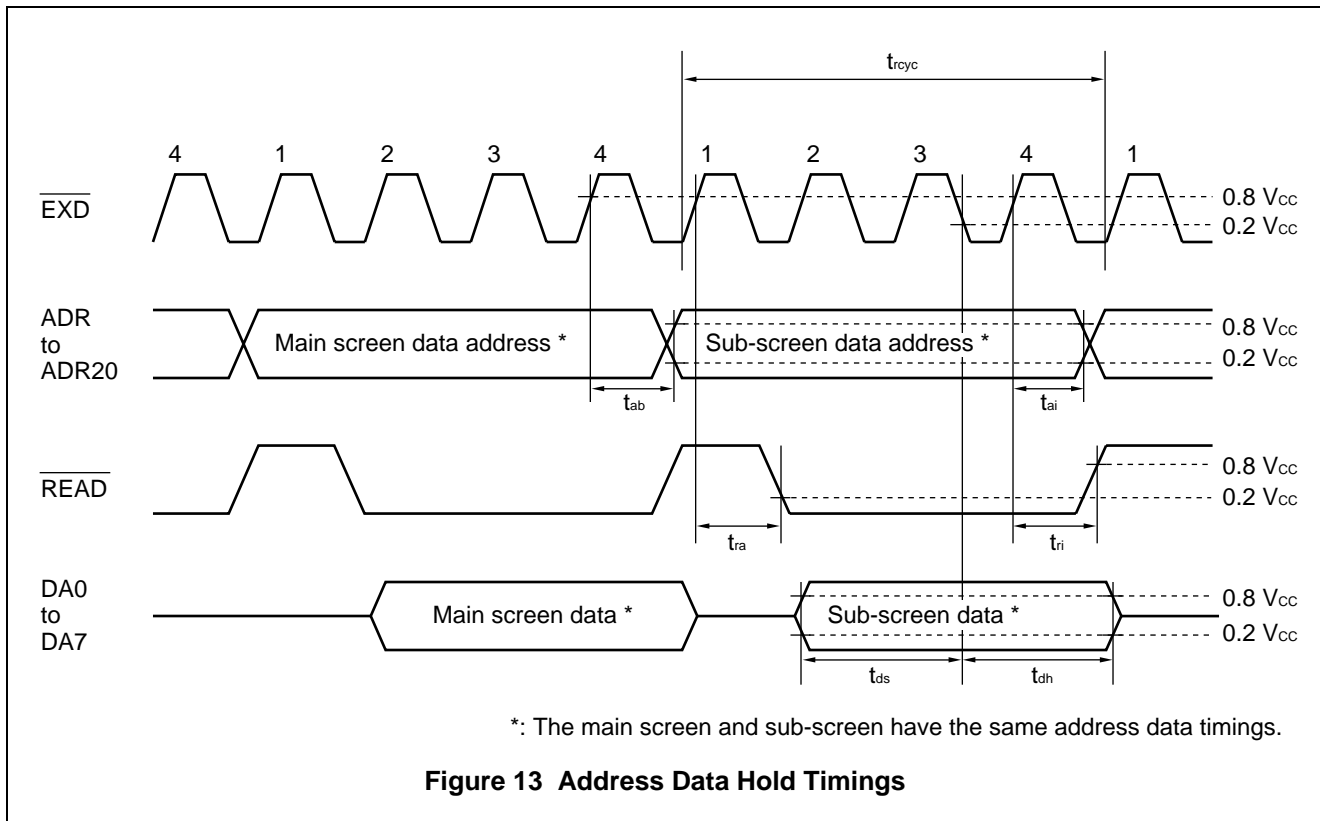 trcyc
4 1 2 3 4 1 2 3 4 1
EXD
0.8 VCC
0.2 VCC
ADR
to
ADR20
Main screen data address *
Sub-screen data address *
0.8 VCC
0.2 VCC
tab
tai
READ
0.8 VCC
0.2 VCC
tra
tri
DA0
to
DA7
Main screen data *
Sub-screen data *
0.8 VCC
0.2 VCC
tds
tdh
*: The main screen and sub-screen have the same address data timings.
Figure 13 Address Data Hold Timings